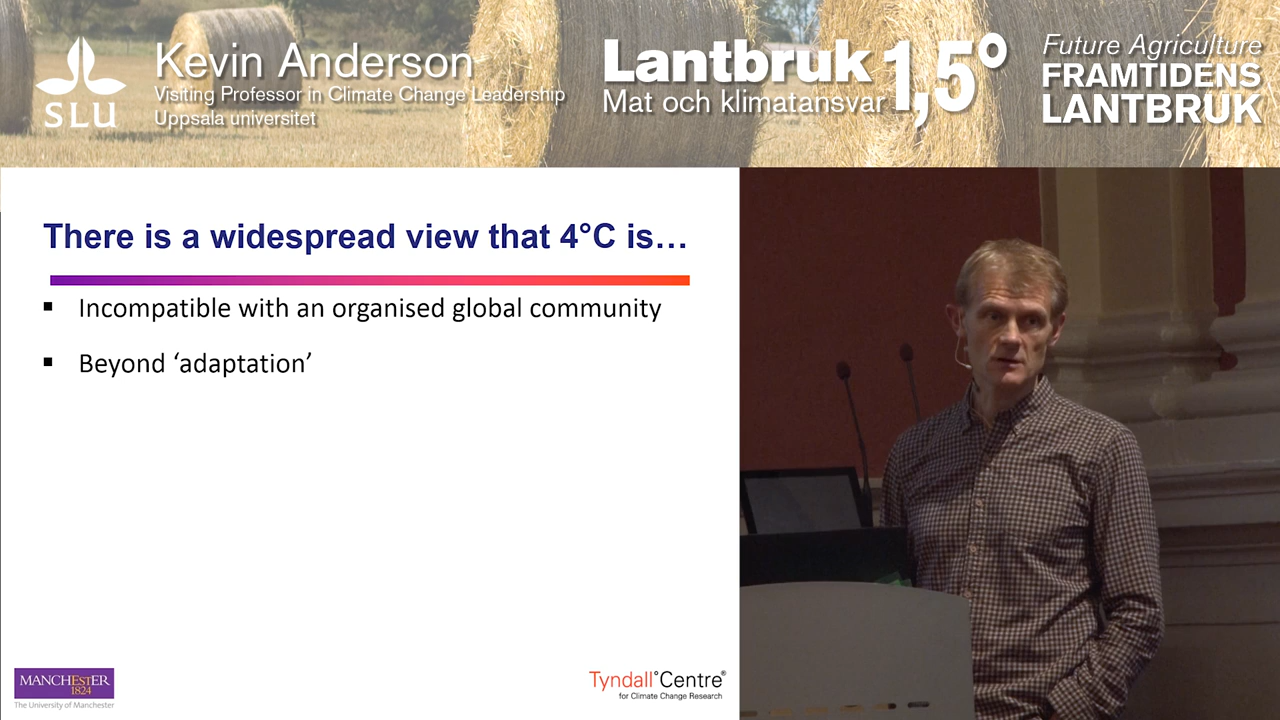 SLU
Kevin Anderson
Visiting Professor in Climate Change Leadership
Uppsala universitet
Lantbruk 1,5°
Mat och klimatansvar
Future Agriculture
FRAMTIDENS
LANTBRUK
There is a widespread view that 4°C is…
▪ Incompatible with an organised global community
▪ Beyond ‘adaptation’
MANCHESTER
1824
The University of Manchester
Tyndall°Centre®
for Climate Change Research